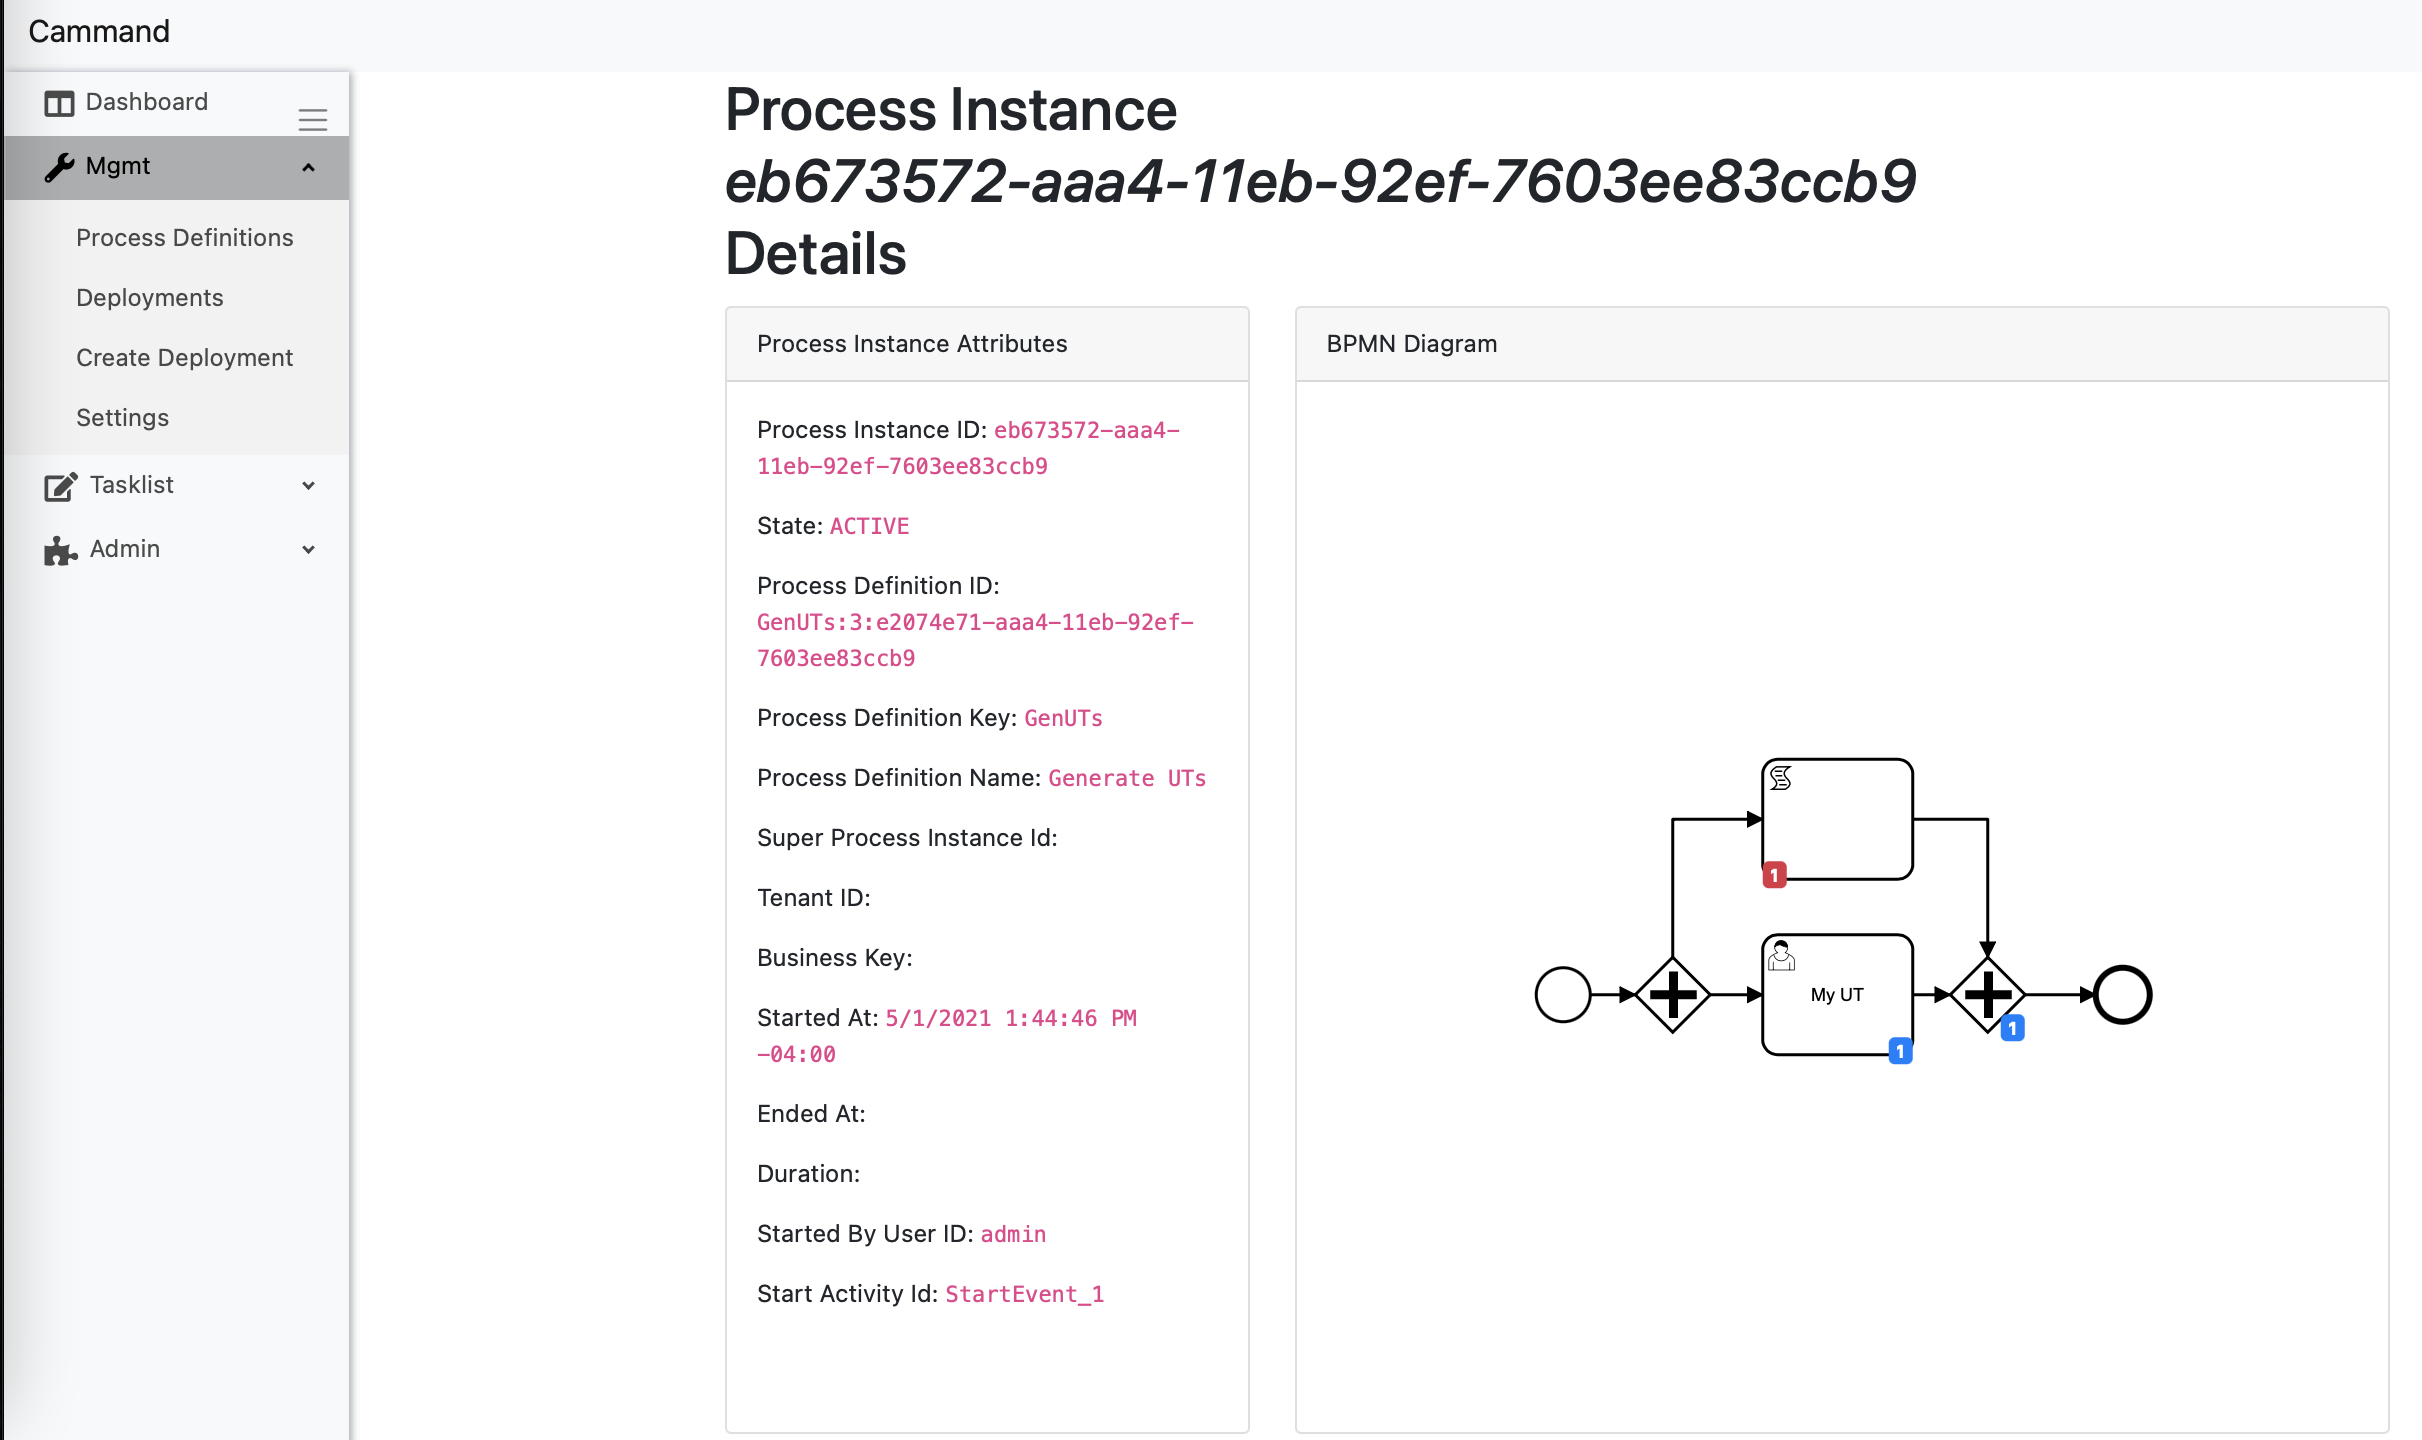 Cammand
Dashboard
Mgmt
Process Definitions
Deployments
Create Deployment
Settings
Tasklist
Admin
Process Instance
eb673572-aaa4-11eb-92ef-7603ee83ccb9
Details
Process Instance Attributes
Process Instance ID: eb673572-aaa4-
11eb-92ef-7603ee83ccb9
State: ACTIVE
Process Definition ID:
GenUTs:3:e2074e71-aaa4-11eb-92ef-
7603ee83ccb9
Process Definition Key: GenUTs
Process Definition Name: Generate UTs
Super Process Instance Id:
Tenant ID:
Business Key:
Started At: 5/1/2021 1:44:46 PM
-04:00
Ended At:
Duration:
Started By User ID: admin
Start Activity Id: StartEvent_1
BPMN Diagram
1
My UT
1
1